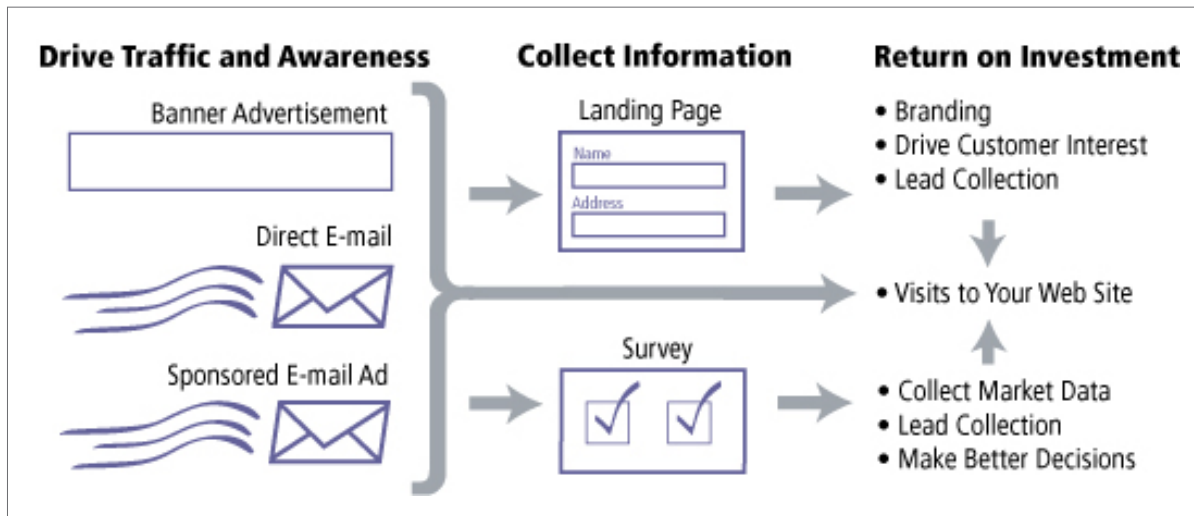 Drive Traffic and Awareness
Banner Advertisement
Direct E-mail
Sponsored E-mail Ad
Collect Information
Landing Page
Name
Address
Survey
Return on Investment
• Branding
• Drive Customer Interest
• Lead Collection
• Visits to Your Web Site
• Collect Market Data
• Lead Collection
• Make Better Decisions